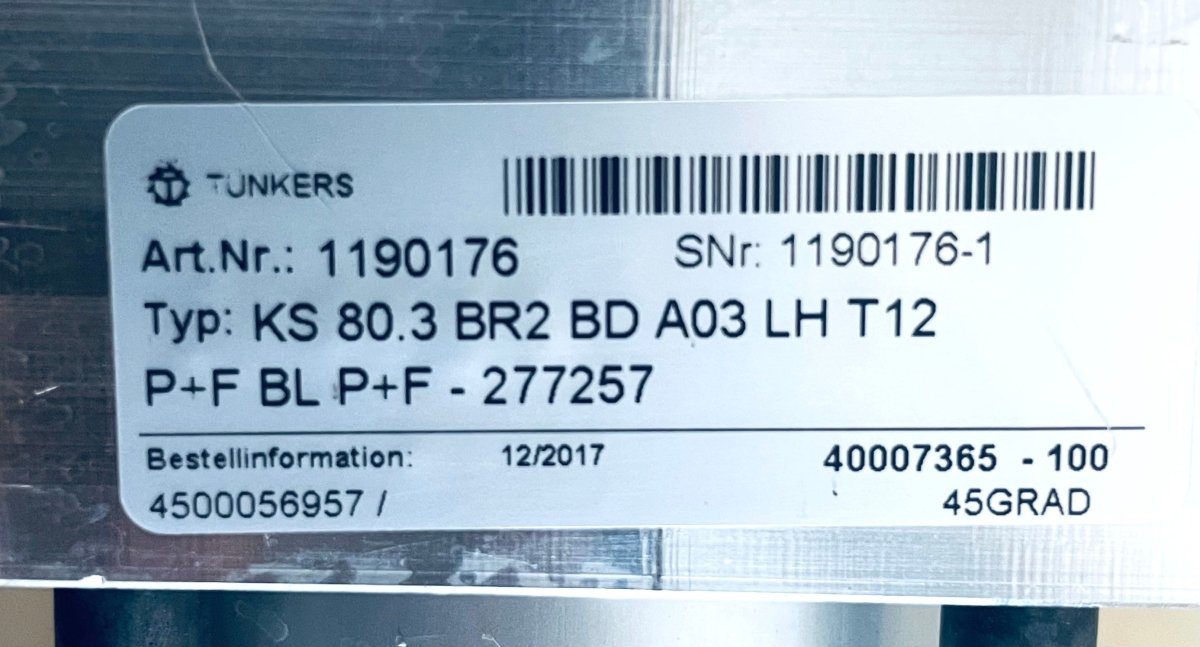 TÜNKERS
Art.Nr.: 1190176 SNr: 1190176-1
Typ: KS 80.3 BR2 BD A03 LH T12
P+F BL P+F - 277257
Bestellinformation: 12/2017 40007365 - 100
4500056957 / 45GRAD